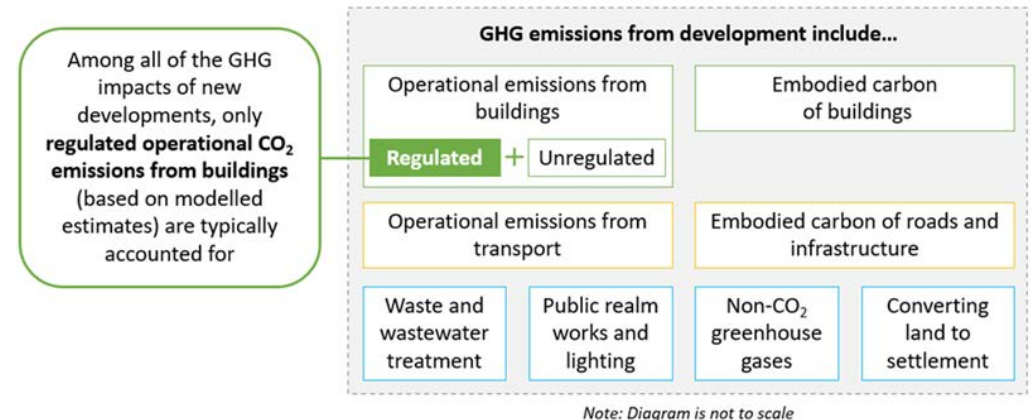 Among all of the GHG
impacts of new
developments, only
regulated operational CO₂
emissions from buildings
(based on modelled
estimates) are typically
accounted for
GHG emissions from development include...
Operational emissions from
buildings
Regulated + Unregulated
Embodied carbon
of buildings
Operational emissions from
transport
Embodied carbon of roads and
infrastructure
Waste and
wastewater
treatment
Public realm
works and
lighting
Non-CO₂
greenhouse
gases
Converting
land to
settlement
Note: Diagram is not to scale